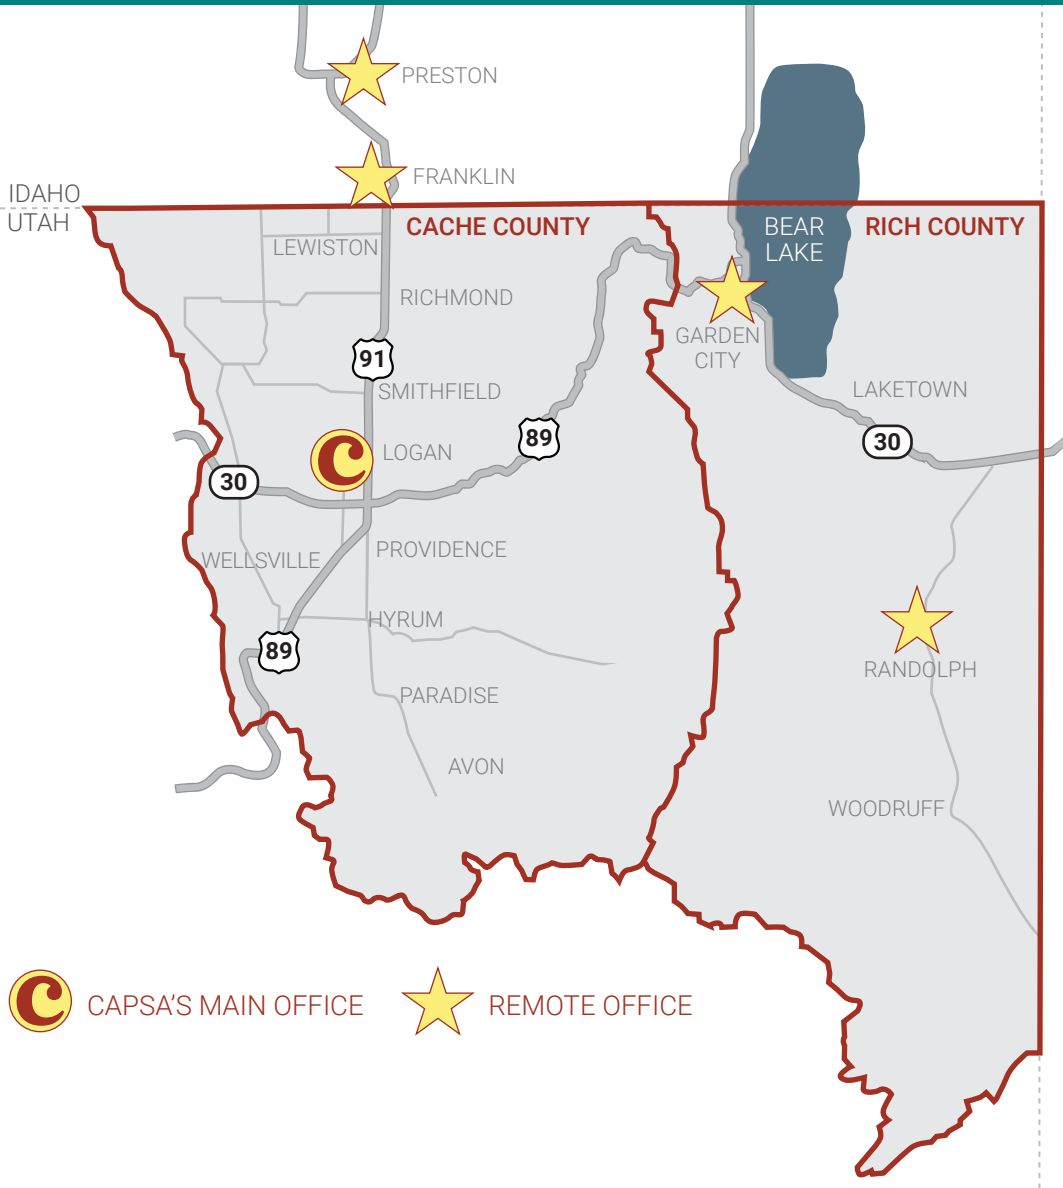 PRESTON
FRANKLIN
IDAHO
UTAH
CACHE COUNTY
BEAR
LAKE
RICH COUNTY
LEWISTON
RICHMOND
GARDEN
CITY
91
SMITHFIELD
LAKETOWN
89
30
C
LOGAN
30
WELLSVILLE
PROVIDENCE
HYRUM
89
RANDOLPH
PARADISE
AVON
WOODRUFF
C
CAPSA’S MAIN OFFICE
REMOTE OFFICE